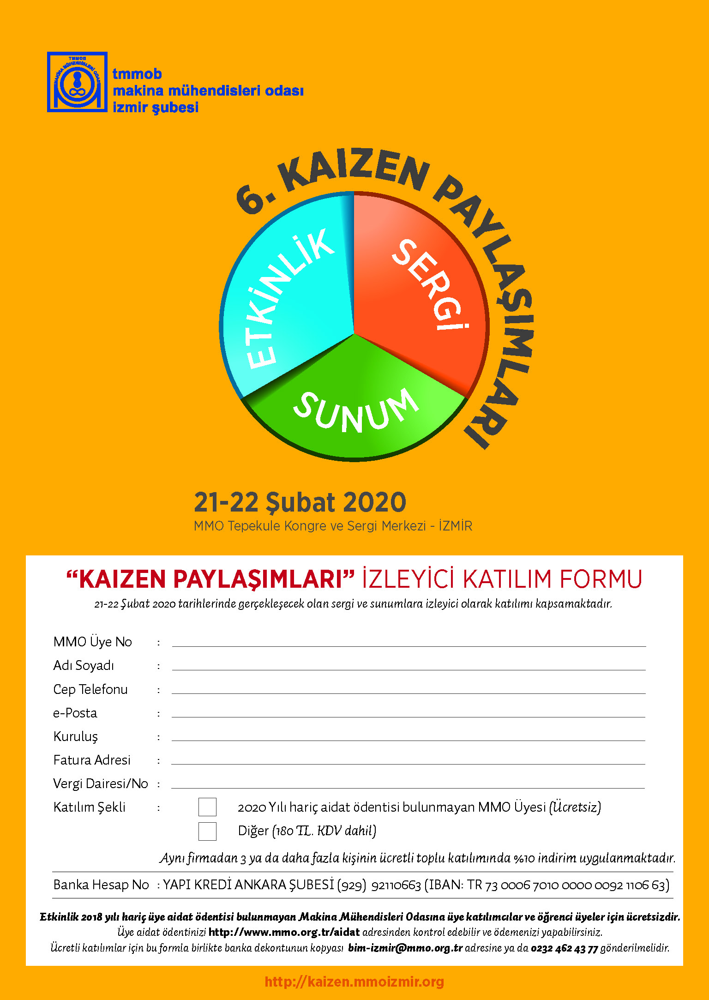 TMMOB
MAKİNA MÜHENDİSLERİ ODASI
tmmob
makina mühendisleri odası
izmir şubesi
6. KAIZEN PAYLAŞIMLARI
ETKİNLİK
SERGİ
SUNUM
21-22 Şubat 2020
MMO Tepekule Kongre ve Sergi Merkezi - İZMİR
“KAIZEN PAYLAŞIMLARI” İZLEYİCİ KATILIM FORMU
21-22 Şubat 2020 tarihlerinde gerçekleşecek olan sergi ve sunumlara izleyici olarak katılımı kapsamaktadır.
MMO Üye No :
Adı Soyadı :
Cep Telefonu :
e-Posta :
Kuruluş :
Fatura Adresi :
Vergi Dairesi/No :
Katılım Şekli : 2020 Yılı hariç aidat ödentisi bulunmayan MMO Üyesi (Ücretsiz)
Diğer (180 TL. KDV dahil)
Aynı firmadan 3 ya da daha fazla kişinin ücretli toplu katılımında %10 indirim uygulanmaktadır.
Banka Hesap No : YAPI KREDİ ANKARA ŞUBESİ (929) 92110663 (IBAN: TR 73 0006 7010 0000 0092 1106 63)
Etkinlik 2018 yılı hariç üye aidat ödentisi bulunmayan Makina Mühendisleri Odasına üye katılımcılar ve öğrenci üyeler için ücretsizdir.
Üye aidat ödentinizi http://www.mmo.org.tr/aidat adresinden kontrol edebilir ve ödemenizi yapabilirsiniz.
Ücretli katılımlar için bu formla birlikte banka dekontunun kopyası bim-izmir@mmo.org.tr adresine ya da 0232 462 43 77 gönderilmelidir.
http://kaizen.mmoizmir.org